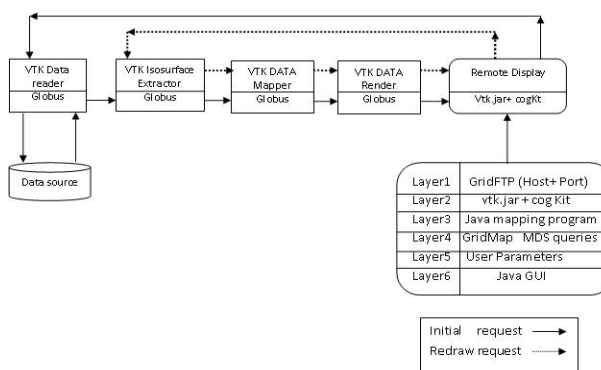 VTK Data
reader
Globus
VTK Isosurface
Extractor
Globus
VTK DATA
Mapper
Globus
VTK DATA
Render
Globus
Remote Display
Vtk.jar+ cogKt
Data source
Layer1 GridFTP (Host+ Port)
Layer2 vtk.jar + cog Kit
Layer3 Java mapping program
Layer4 GridMap MDS queries
Layer5 User Parameters
Layer6 Java GUI
Initial request
Redraw request